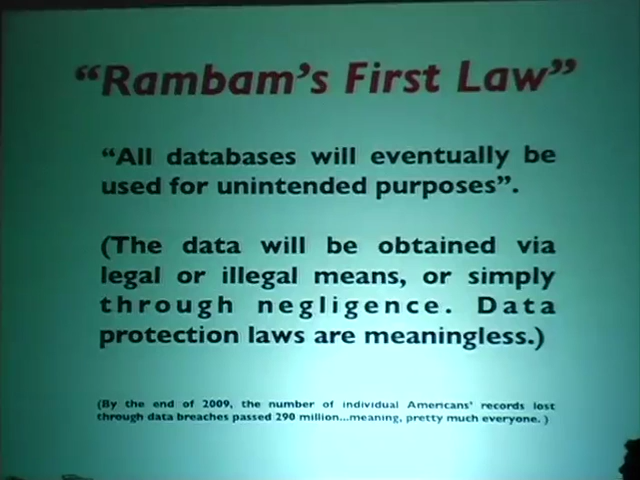 “Rambam’s First Law”
“All databases will eventually be
used for unintended purposes”.
(The data will be obtained via
legal or illegal means, or simply
through negligence. Data
protection laws are meaningless.)
(By the end of 2009, the number of individual Americans’ records lost
through data breaches passed 290 million...meaning, pretty much everyone. )